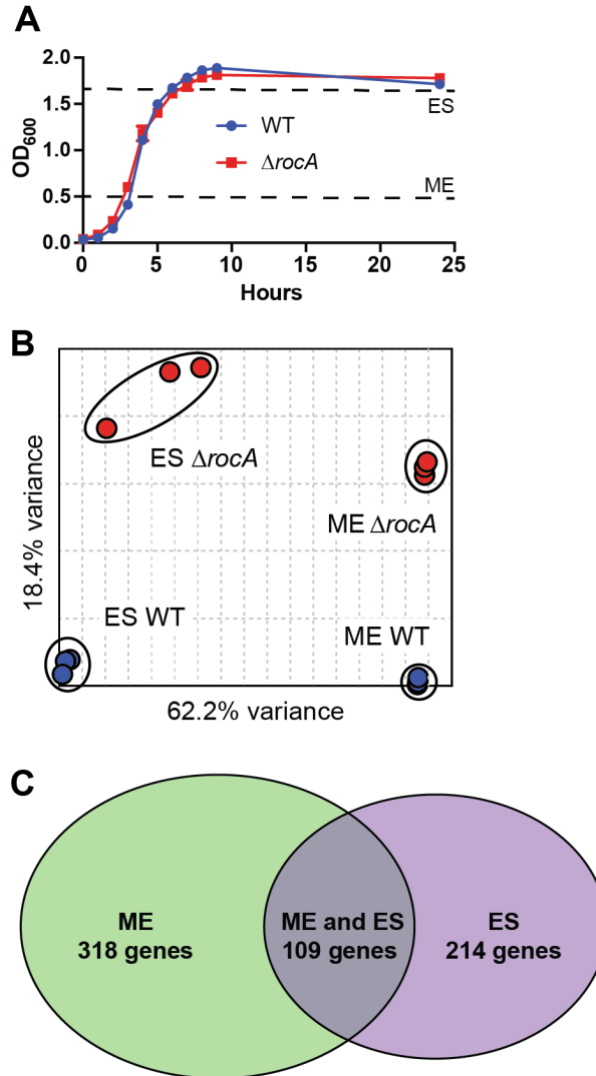 A
2.0
1.5
1.0
0.5
0.0
OD600
WT
ΔrocA
ES
ME
0 5 10 15 20 25
Hours
B
18.4% variance
ES ΔrocA
ME ΔrocA
ES WT
ME WT
62.2% variance
C
ME
318 genes
ME and ES
109 genes
ES
214 genes